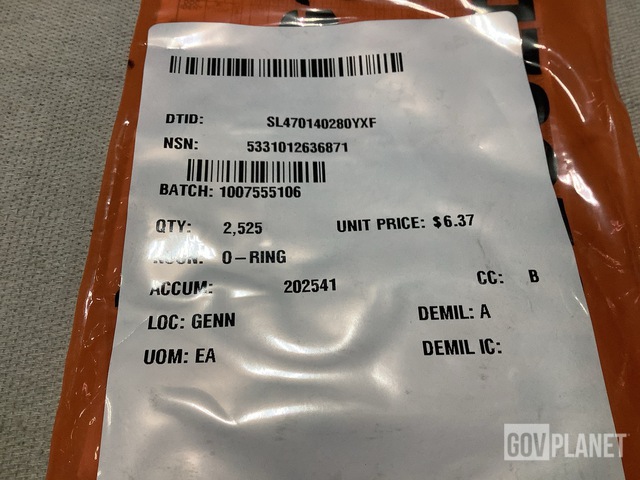 DTID: SL470140280YXF
NSN: 5331012636871
BATCH: 1007555106
QTY: 2,525 UNIT PRICE: $6.37
O-RING
ACCUM: 202541 CC: B
LOC: GENN DEMIL: A
UOM: EA DEMIL IC:
GOVPLANET